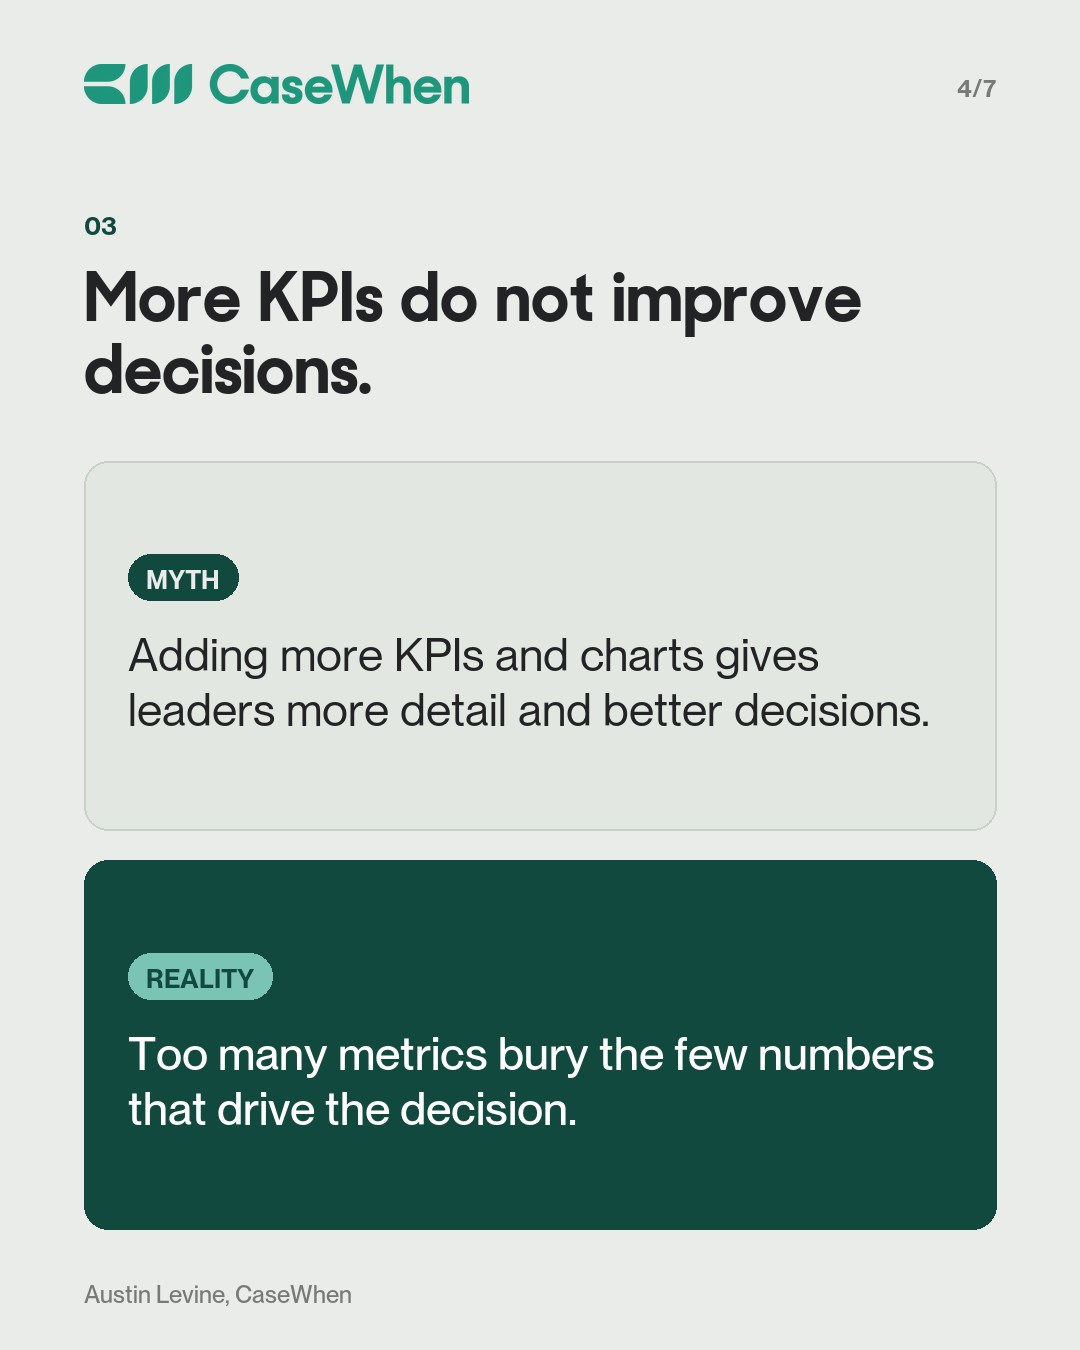 CaseWhen
4/7
03
More KPIs do not improve
decisions.
MYTH
Adding more KPIs and charts gives
leaders more detail and better decisions.
REALITY
Too many metrics bury the few numbers
that drive the decision.
Austin Levine, CaseWhen